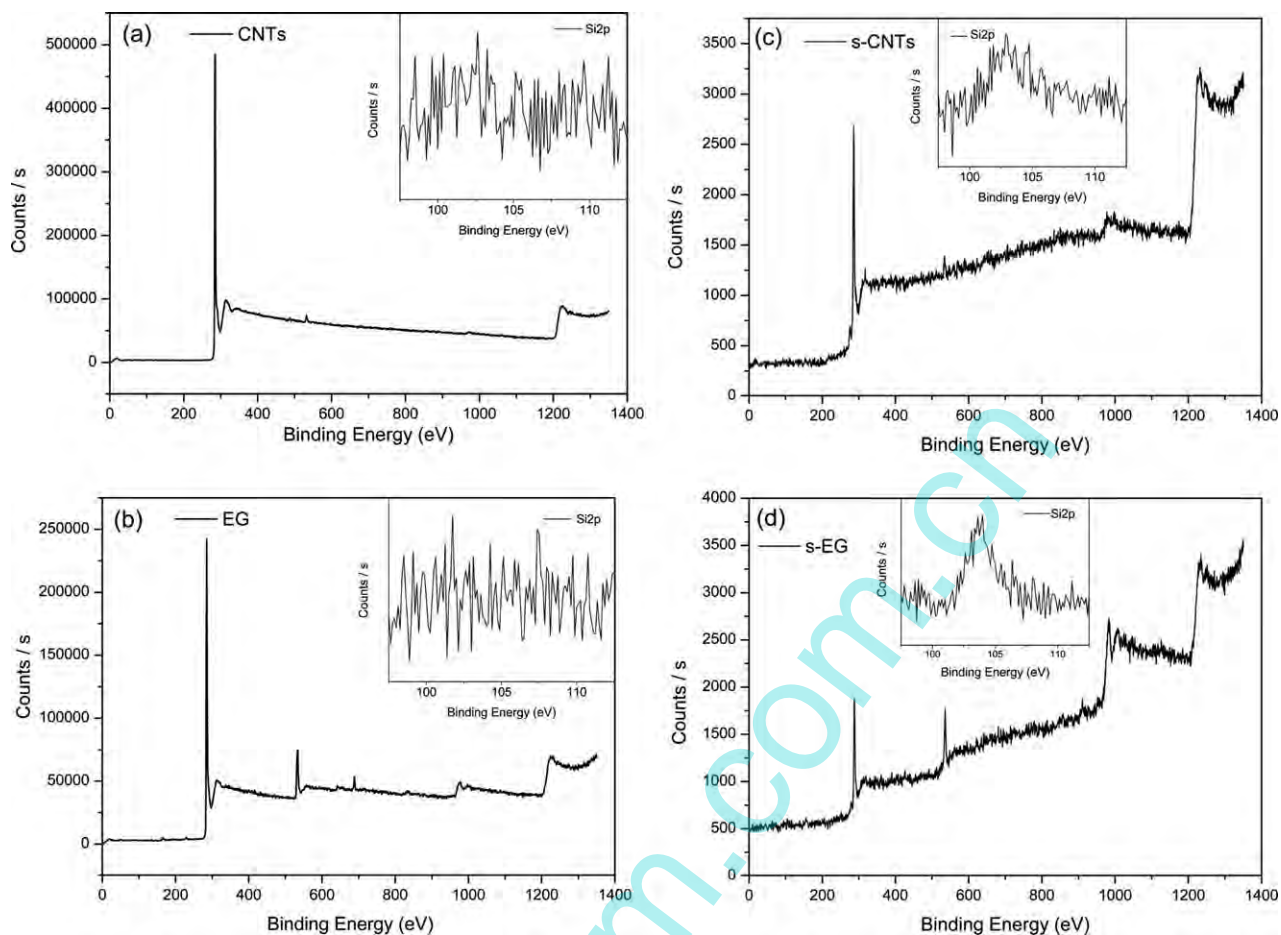 (a)
CNTs
Si2p
Counts / s
100
105
110
Binding Energy (eV)
500000
400000
300000
200000
100000
0
Counts / s
0
200
400
600
800
1000
1200
1400
Binding Energy (eV)
(c)
s-CNTs
Si2p
Counts / s
100
105
110
Binding Energy (eV)
3500
3000
2500
2000
1500
1000
500
0
Counts / s
0
200
400
600
800
1000
1200
1400
Binding Energy (eV)
(b)
EG
Si2p
Counts / s
100
105
110
Binding Energy (eV)
250000
200000
150000
100000
50000
0
Counts / s
0
200
400
600
800
1000
1200
1400
Binding Energy (eV)
(d)
s-EG
Si2p
Counts / s
100
105
110
Binding Energy (eV)
4000
3500
3000
2500
2000
1500
1000
500
0
Counts / s
0
200
400
600
800
1000
1200
1400
Binding Energy (eV)
m.com.cn